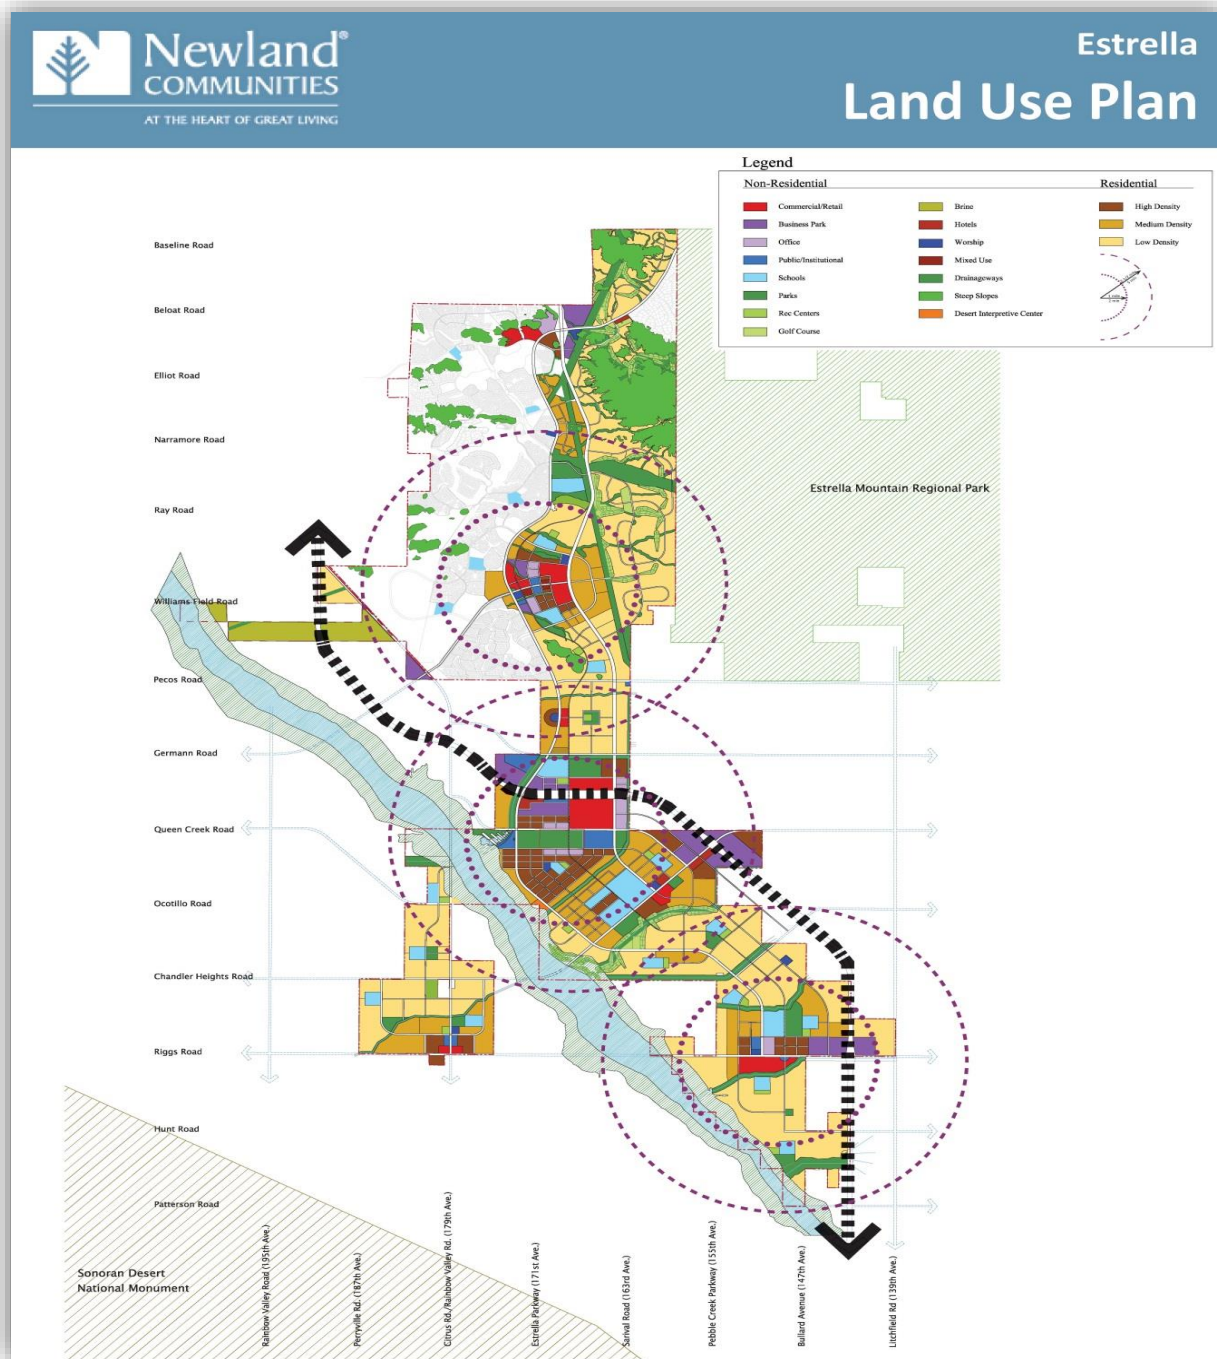 Newland®
COMMUNITIES
AT THE HEART OF GREAT LIVING
Estrella
Land Use Plan
Legend
Non-Residential
Residential
Commercial/Retail
Business Park
Office
Public/Institutional
Schools
Parks
Rec Centers
Golf Course
Brine
Hotels
Worship
Mixed Use
Drainageways
Steep Slopes
Desert Interpretive Center
High Density
Medium Density
Low Density
Baseline Road
Beloat Road
Elliot Road
Narramore Road
Ray Road
Williams Field Road
Pecos Road
Germann Road
Queen Creek Road
Ocotillo Road
Chandler Heights Road
Riggs Road
Hunt Road
Patterson Road
Estrella Mountain Regional Park
Sonoran Desert
National Monument
Rainbow Valley Road (195th Ave.)
Perryville Rd. (187th Ave.)
Citrus Rd./Rainbow Valley Rd. (179th Ave.)
Estrella Parkway (171st Ave.)
Sarival Road (163rd Ave.)
Pebble Creek Parkway (155th Ave.)
Bullard Avenue (147th Ave.)
Litchfield Rd (139th Ave.)